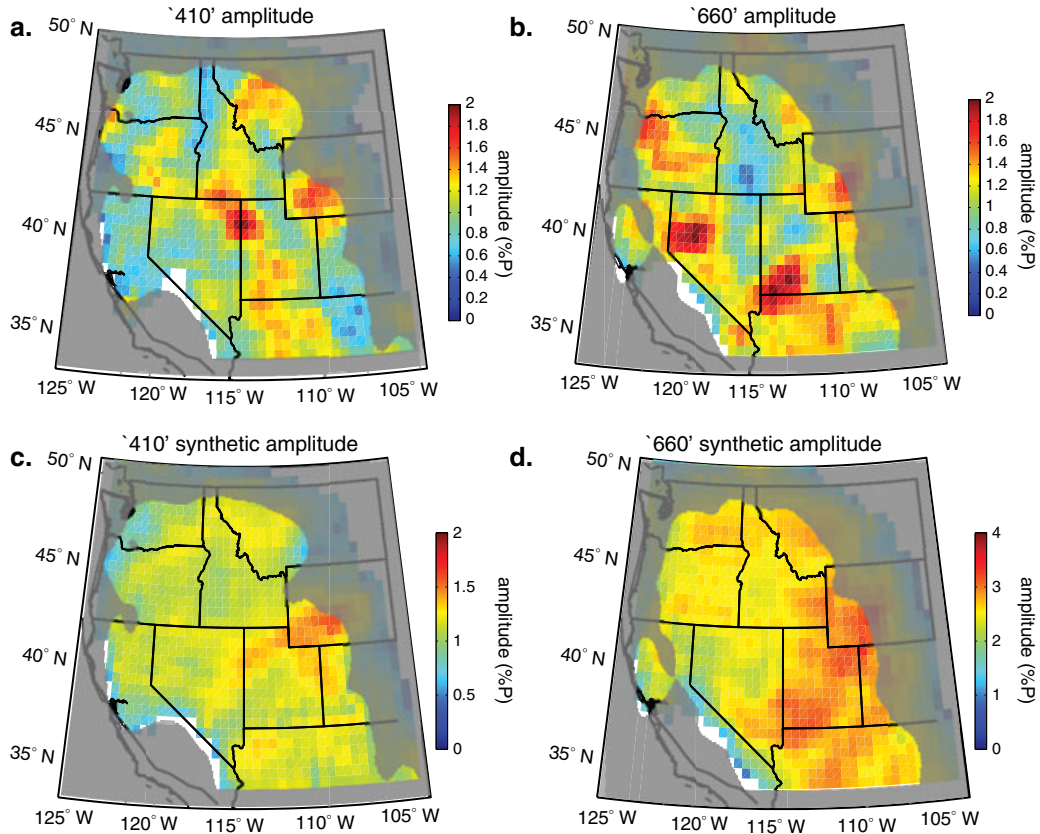 a.
`410' amplitude
50° N
45° N
40° N
35° N
125° W
120° W
115° W
110° W
105° W
2
1.8
1.6
1.4
1.2
1
0.8
0.6
0.4
0.2
0
amplitude (%P)
b.
`660' amplitude
50° N
45° N
40° N
35° N
125° W
120° W
115° W
110° W
105° W
2
1.8
1.6
1.4
1.2
1
0.8
0.6
0.4
0.2
0
amplitude (%P)
c.
`410' synthetic amplitude
50° N
45° N
40° N
35° N
125° W
120° W
115° W
110° W
105° W
2
1.5
1
0.5
0
amplitude (%P)
d.
`660' synthetic amplitude
50° N
45° N
40° N
35° N
125° W
120° W
115° W
110° W
105° W
4
3
2
1
0
amplitude (%P)